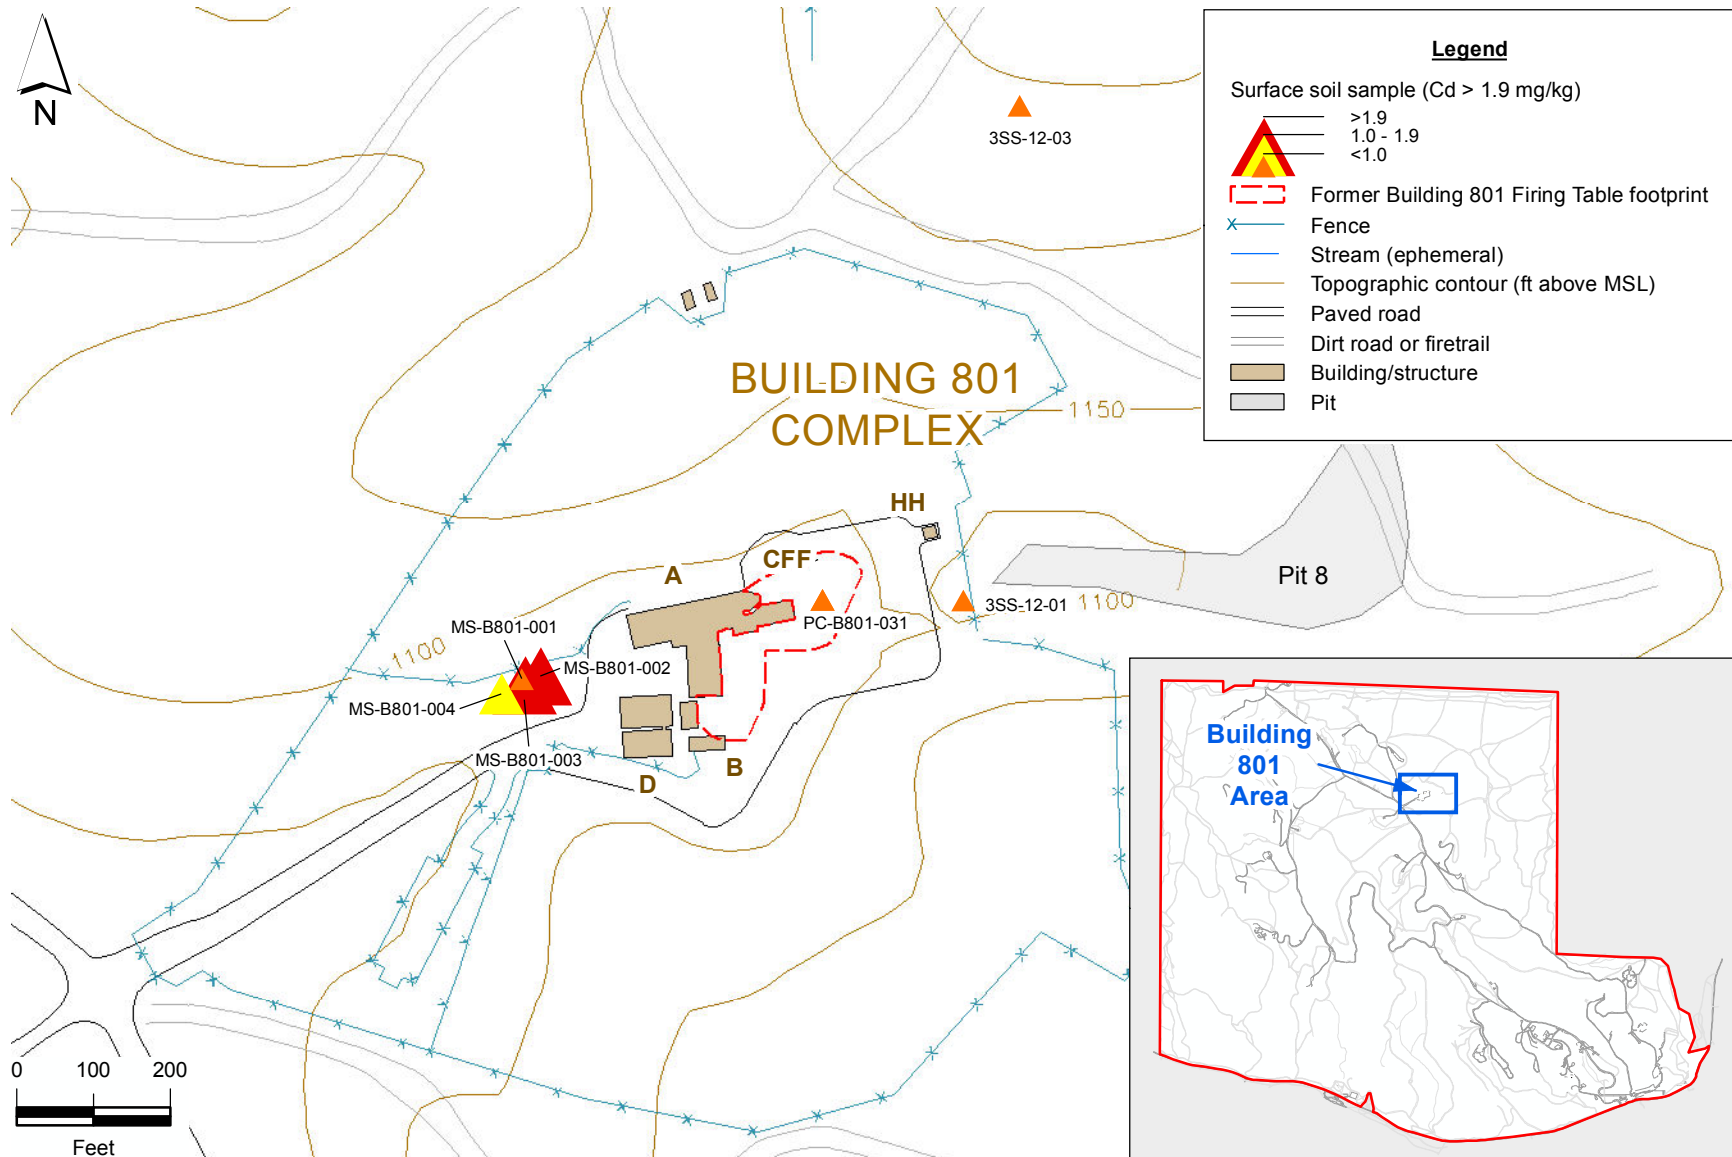 N
3SS-12-03
Legend
Surface soil sample (Cd > 1.9 mg/kg)
>1.9
1.0 - 1.9
<1.0
Former Building 801 Firing Table footprint
Fence
Stream (ephemeral)
Topographic contour (ft above MSL)
Paved road
Dirt road or firetrail
Building/structure
Pit
BUILDING 801
COMPLEX
1150
HH
CFF
A
Pit 8
3SS-12-01
1100
PC-B801-031
MS-B801-001
1100
MS-B801-002
MS-B801-004
MS-B801-003
B
D
Building
801
Area
0 100 200
Feet